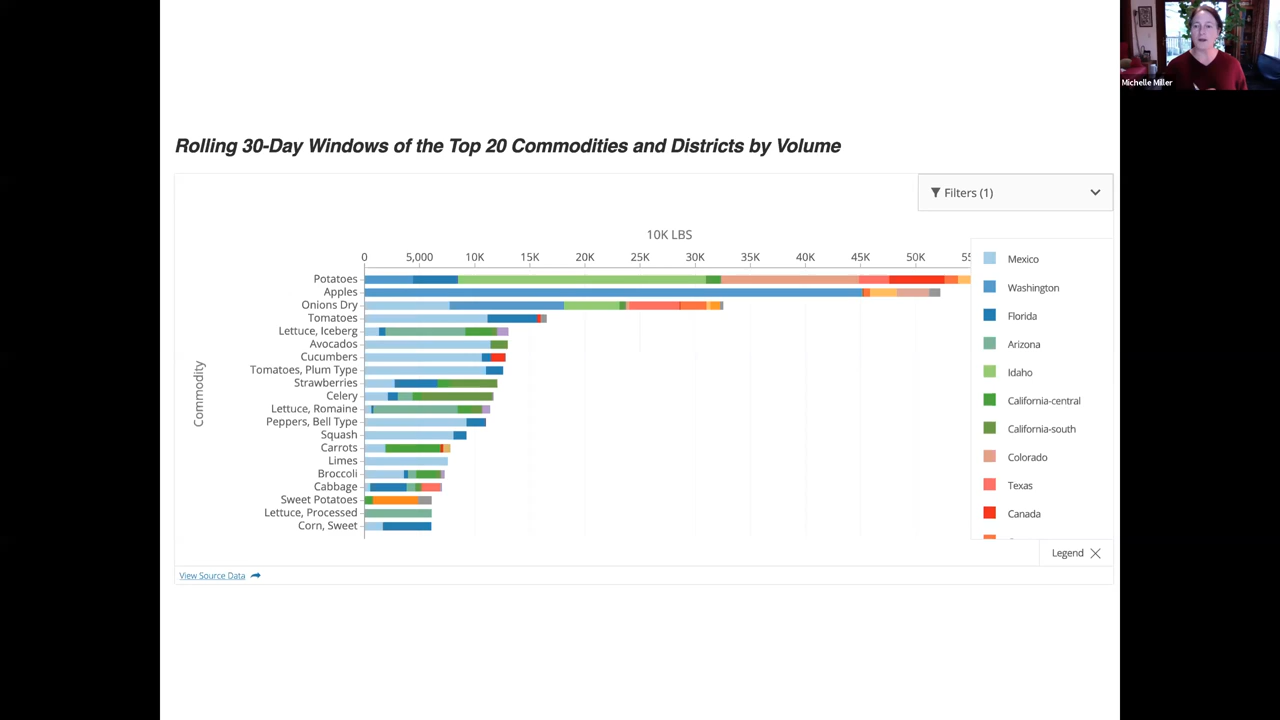 Michelle Miller
Rolling 30-Day Windows of the Top 20 Commodities and Districts by Volume
Filters (1)
10K LBS
0 5,000 10K 15K 20K 25K 30K 35K 40K 45K 50K 55
Commodity
Potatoes
Apples
Onions Dry
Tomatoes
Lettuce, Iceberg
Avocados
Cucumbers
Tomatoes, Plum Type
Strawberries
Celery
Lettuce, Romaine
Peppers, Bell Type
Squash
Carrots
Limes
Broccoli
Cabbage
Sweet Potatoes
Lettuce, Processed
Corn, Sweet
Mexico
Washington
Florida
Arizona
Idaho
California-central
California-south
Colorado
Texas
Canada
Legend
View Source Data